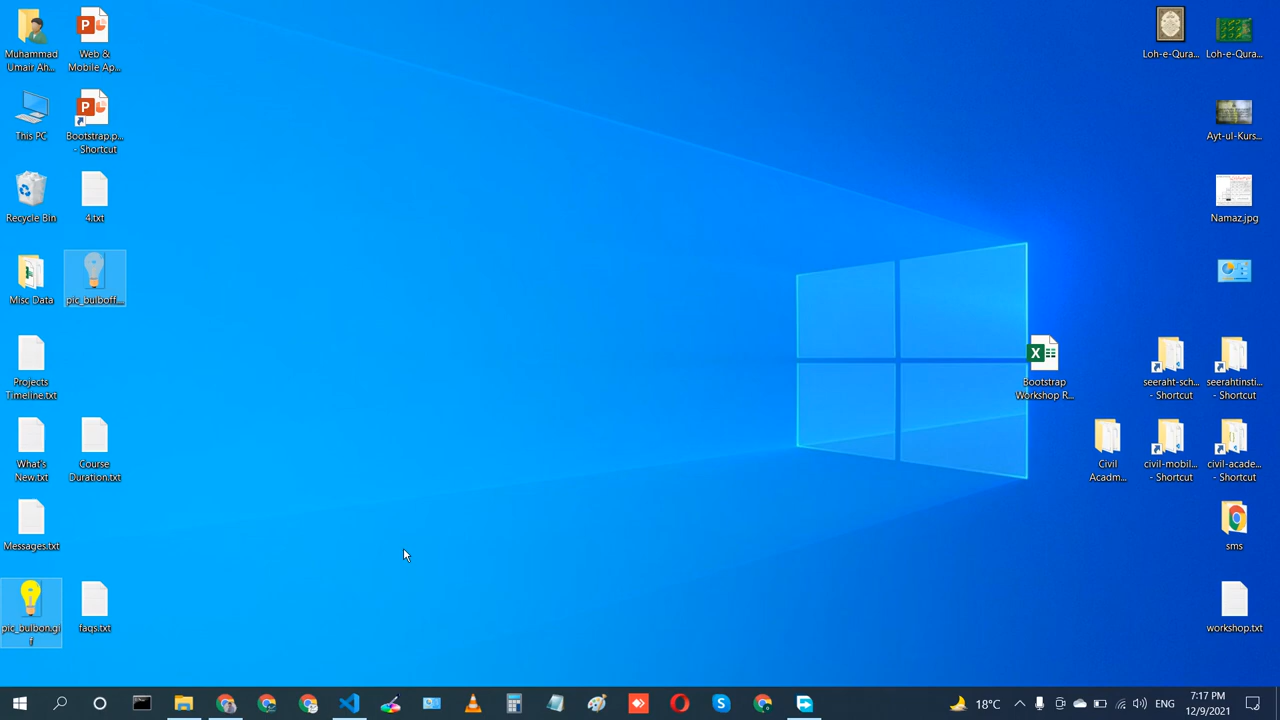 Muhammad
Umair Ah...
Web &
Mobile Ap...
Loh-e-Qura...
Loh-e-Qura...
This PC
Bootstrap.p...
- Shortcut
Ayt-ul-Kurs...
Recycle Bin
4.txt
Namaz.jpg
Misc Data
pic_bulboff....
Projects
Timeline.txt
Bootstrap
Workshop R...
seeraht-sch...
- Shortcut
seerahtinsti...
- Shortcut
What's
New.txt
Course
Duration.txt
Civil
Acadm...
civil-mobil...
- Shortcut
civil-acade...
- Shortcut
Messages.txt
sms
pic_bulbon.gi
f
faqs.txt
workshop.txt
18°C
ENG
7:17 PM
12/9/2021